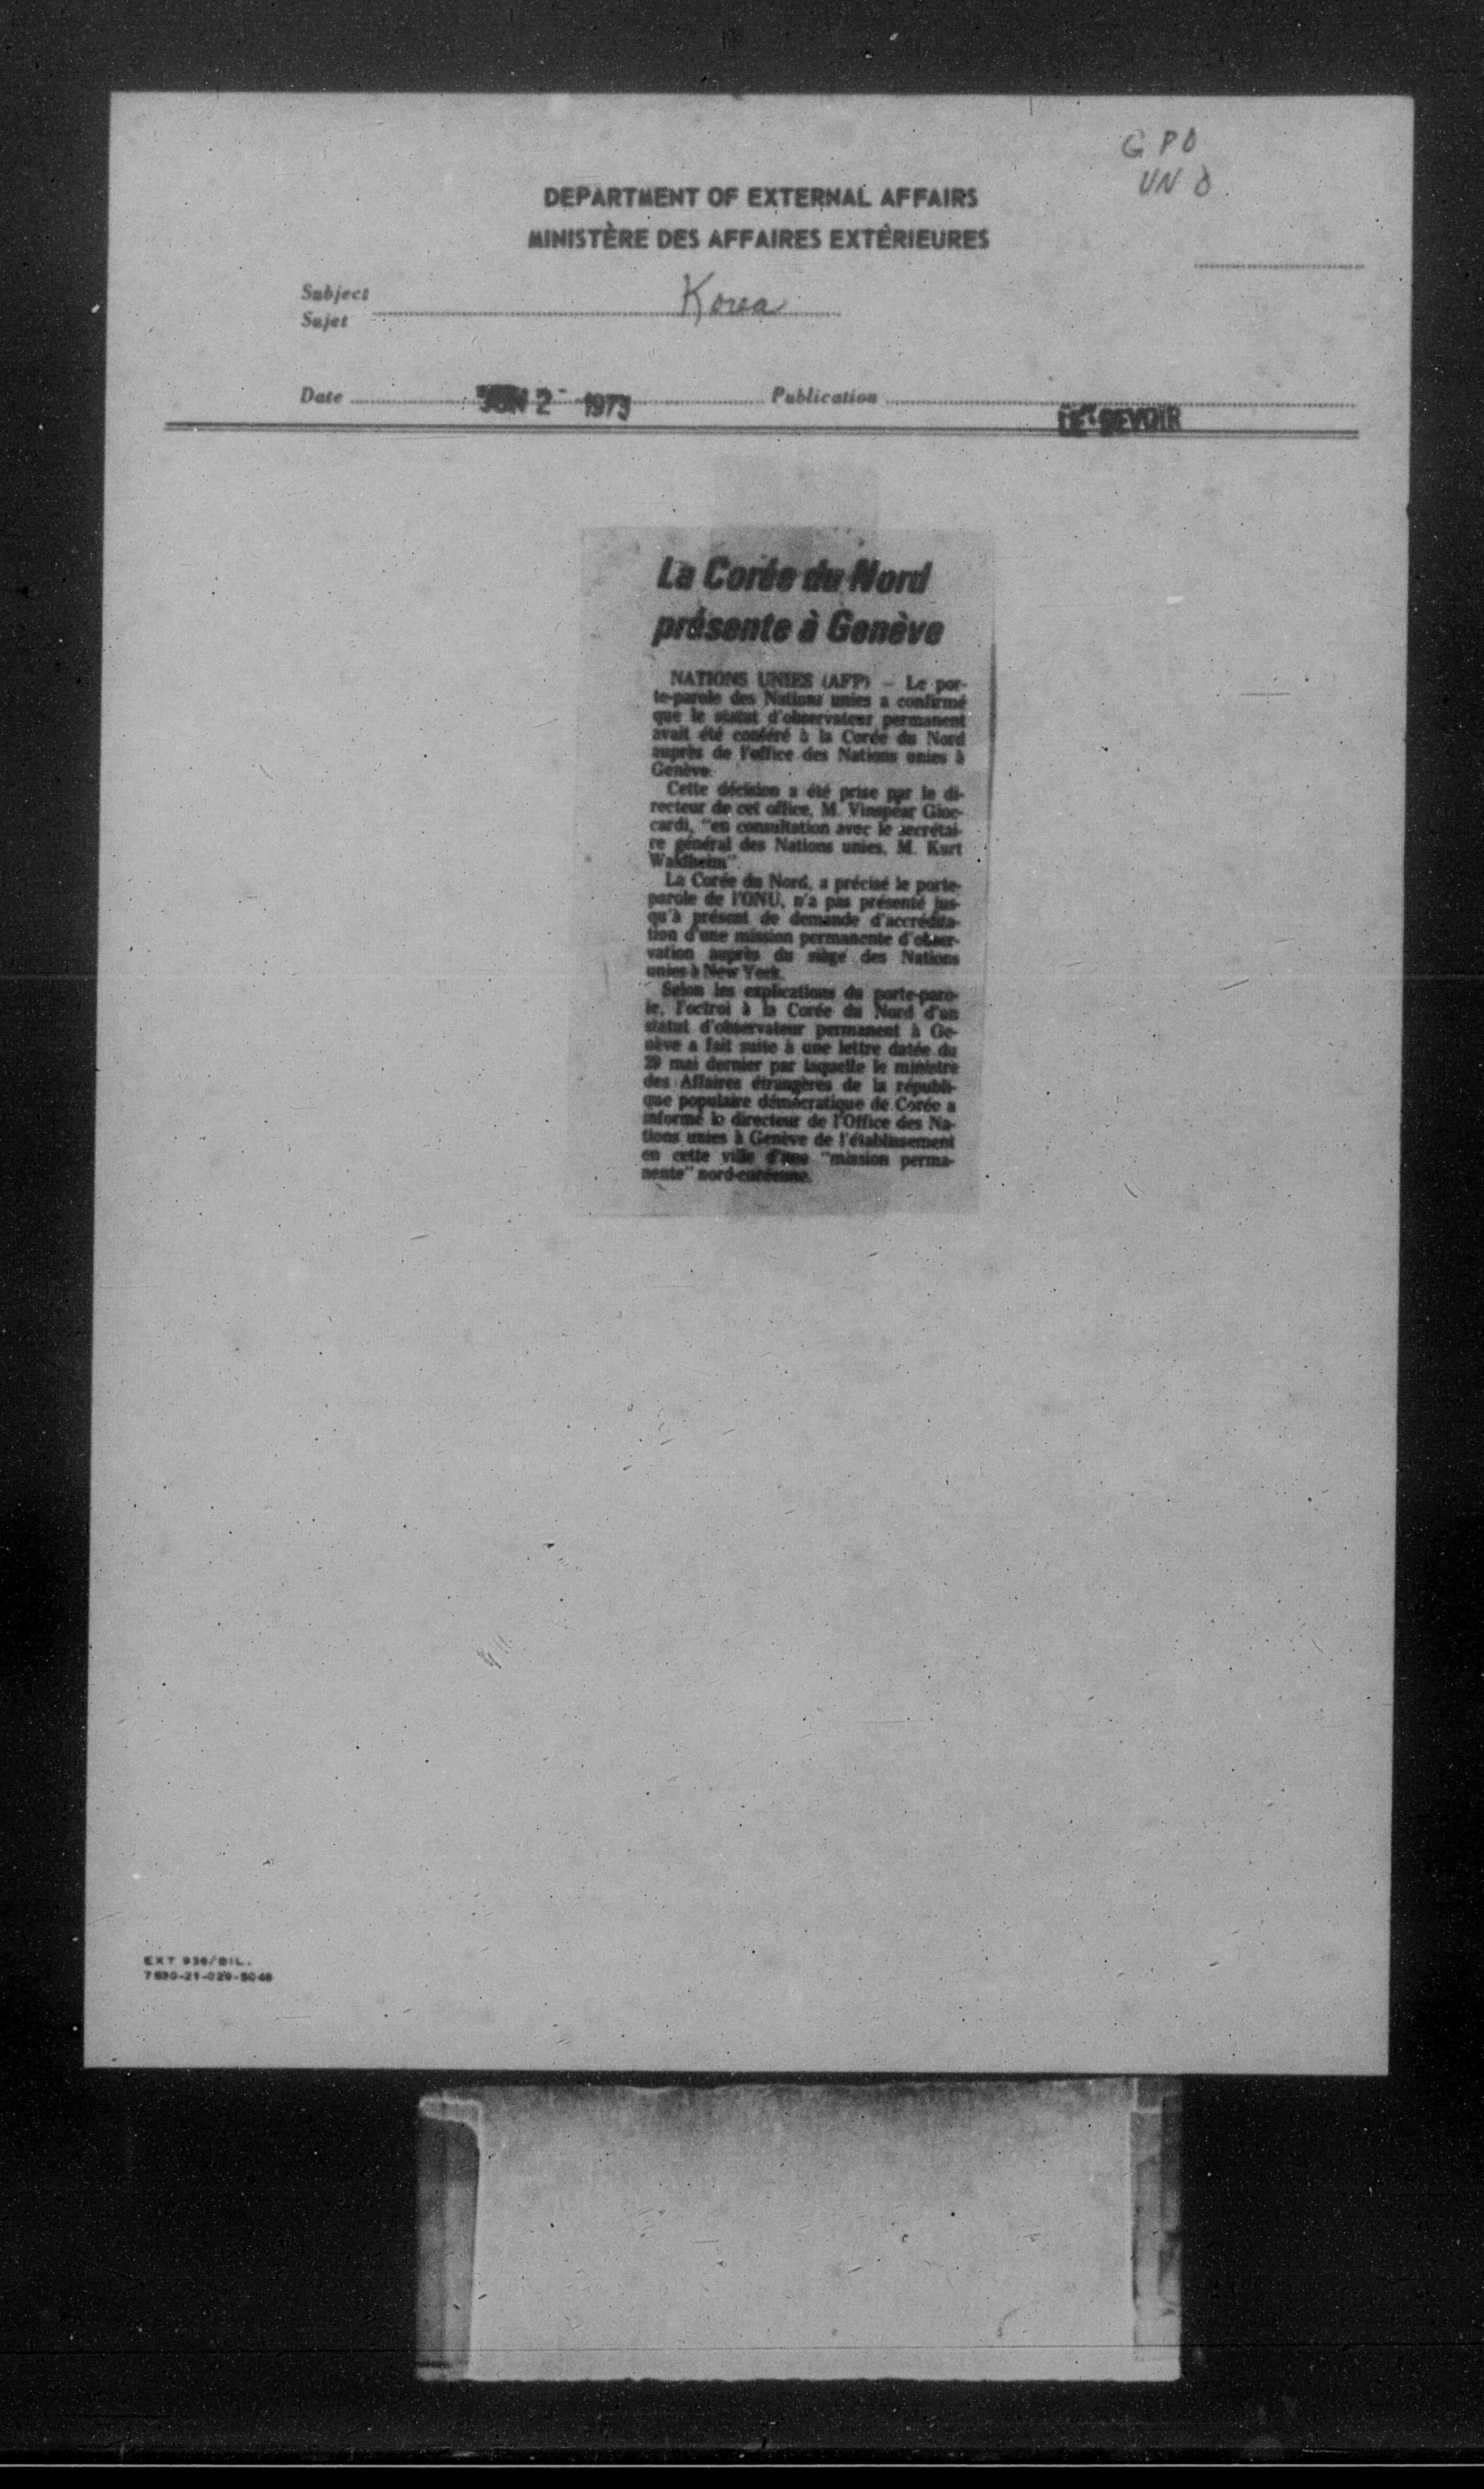 G P O
UN D
DEPARTMENT OF EXTERNAL AFFAIRS
MINISTÈRE DES AFFAIRES EXTÉRIEURES
Subject
Sujet
Korea
Date JUN 2 - 1973 Publication LE DEVOIR
La Corée du Nord
présente à Genève
NATIONS UNIES (AFP) – Le por-
te-parole des Nations unies a confirmé
que le statut d'observateur permanent
avait été conféré à la Corée du Nord
auprès de l'office des Nations unies à
Genève.
Cette décision a été prise par le di-
recteur de cet office, M. Vinspéar Gioc-
cardi, "en consultation avec le secrétai-
re général des Nations unies, M. Kurt
Waldheim".
La Corée du Nord, a précisé le porte-
parole de l'ONU, n'a pas présenté jus-
qu'à présent de demande d'accrédita-
tion d'une mission permanente d'obser-
vation auprès du siège des Nations
unies à New York.
Selon les explications du porte-paro-
le, l'octroi à la Corée du Nord d'un
statut d'observateur permanent à Ge-
nève a fait suite à une lettre datée du
29 mai dernier par laquelle le ministre
des Affaires étrangères de la républi-
que populaire démocratique de Corée a
informé le directeur de l'Office des Na-
tions unies à Genève de l'établissement
en cette ville d'une "mission perma-
nente" nord-coréenne.
EXT 936/BIL.
7530-21-029-5046